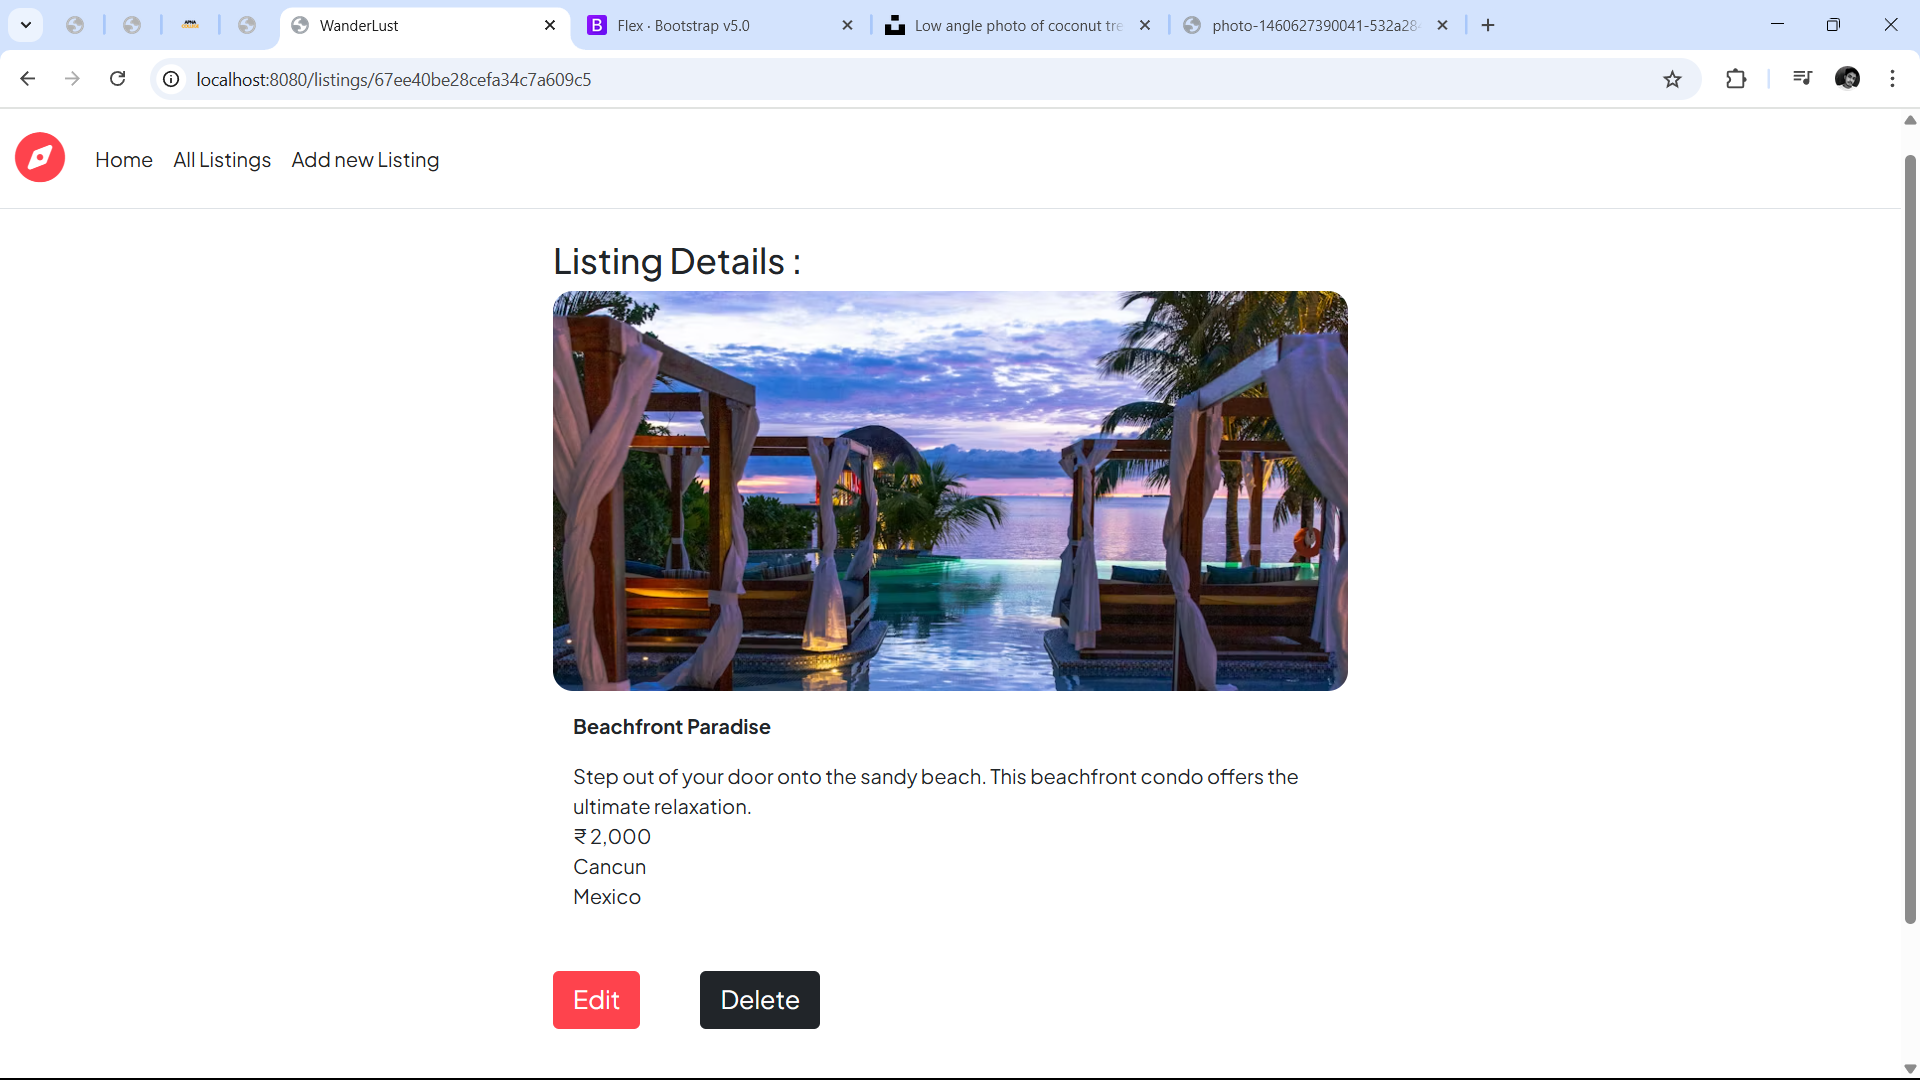 WanderLust
Flex · Bootstrap v5.0
Low angle photo of coconut tre
photo-1460627390041-532a28
localhost:8080/listings/67ee40be28cefa34c7a609c5
Home
All Listings
Add new Listing
Listing Details :
Beachfront Paradise
Step out of your door onto the sandy beach. This beachfront condo offers the
ultimate relaxation.
₹ 2,000
Cancun
Mexico
Edit
Delete